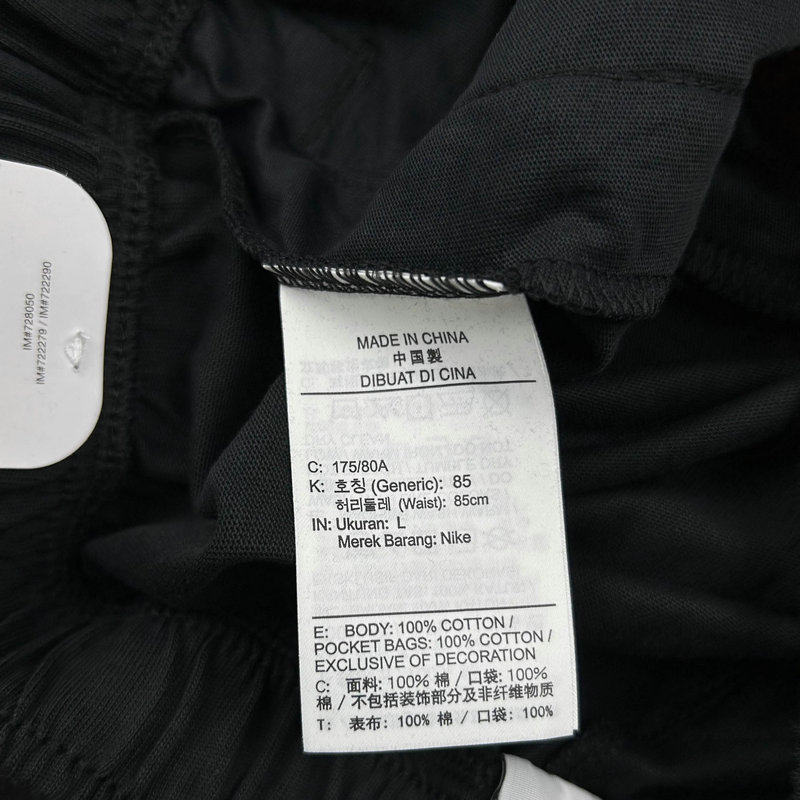 IM#728050
IM#722279 / IM#722290
MADE IN CHINA
中国製
DIBUAT DI CINA
C: 175/80A
K: 호칭 (Generic): 85
허리둘레 (Waist): 85cm
IN: Ukuran: L
Merek Barang: Nike
E: BODY: 100% COTTON /
POCKET BAGS: 100% COTTON /
EXCLUSIVE OF DECORATION
C: 面料: 100% 棉 / 口袋: 100%
棉 / 不包括装饰部分及非纤维物质
T: 表布: 100% 棉 / 口袋: 100%